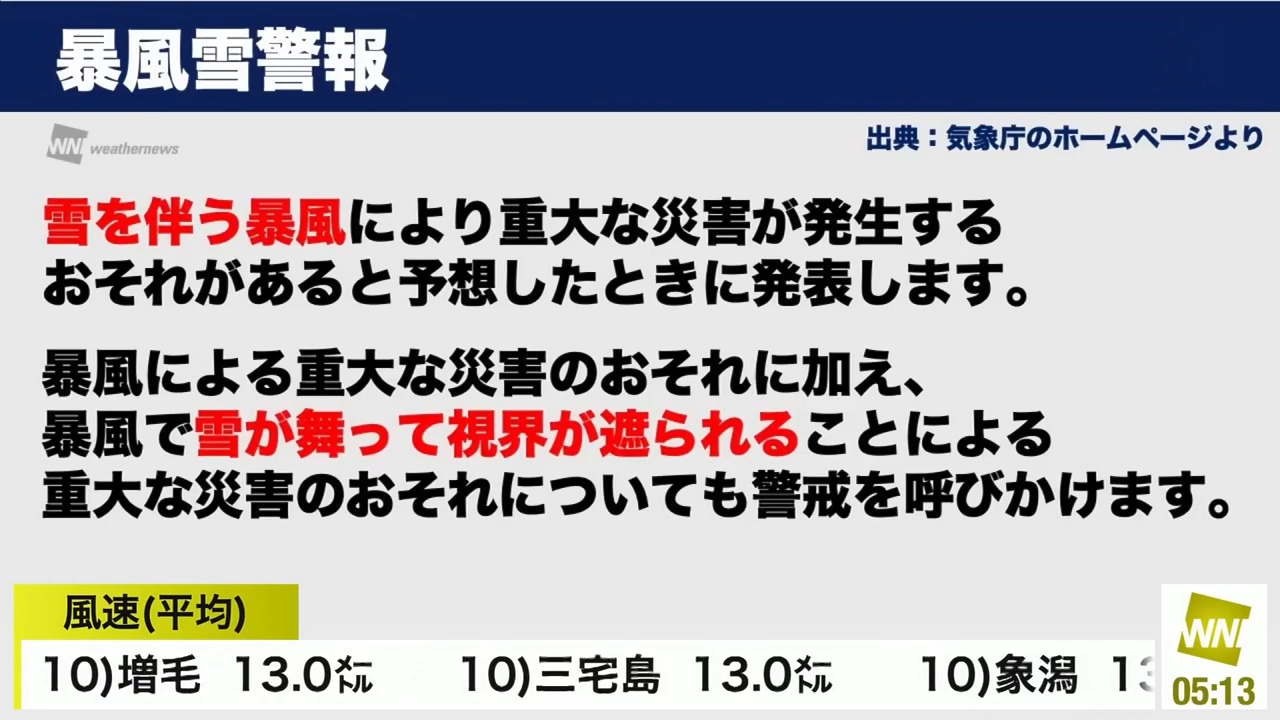 暴風雪警報
WN weathernews
出典：気象庁のホームページより
雪を伴う暴風により重大な災害が発生する
おそれがあると予想したときに発表します。
暴風による重大な災害のおそれに加え、
暴風で雪が舞って視界が遮られることによる
重大な災害のおそれについても警戒を呼びかけます。
風速(平均)
10)増毛 13.0㍍ 10)三宅島 13.0㍍ 10)象潟
WN
05:13